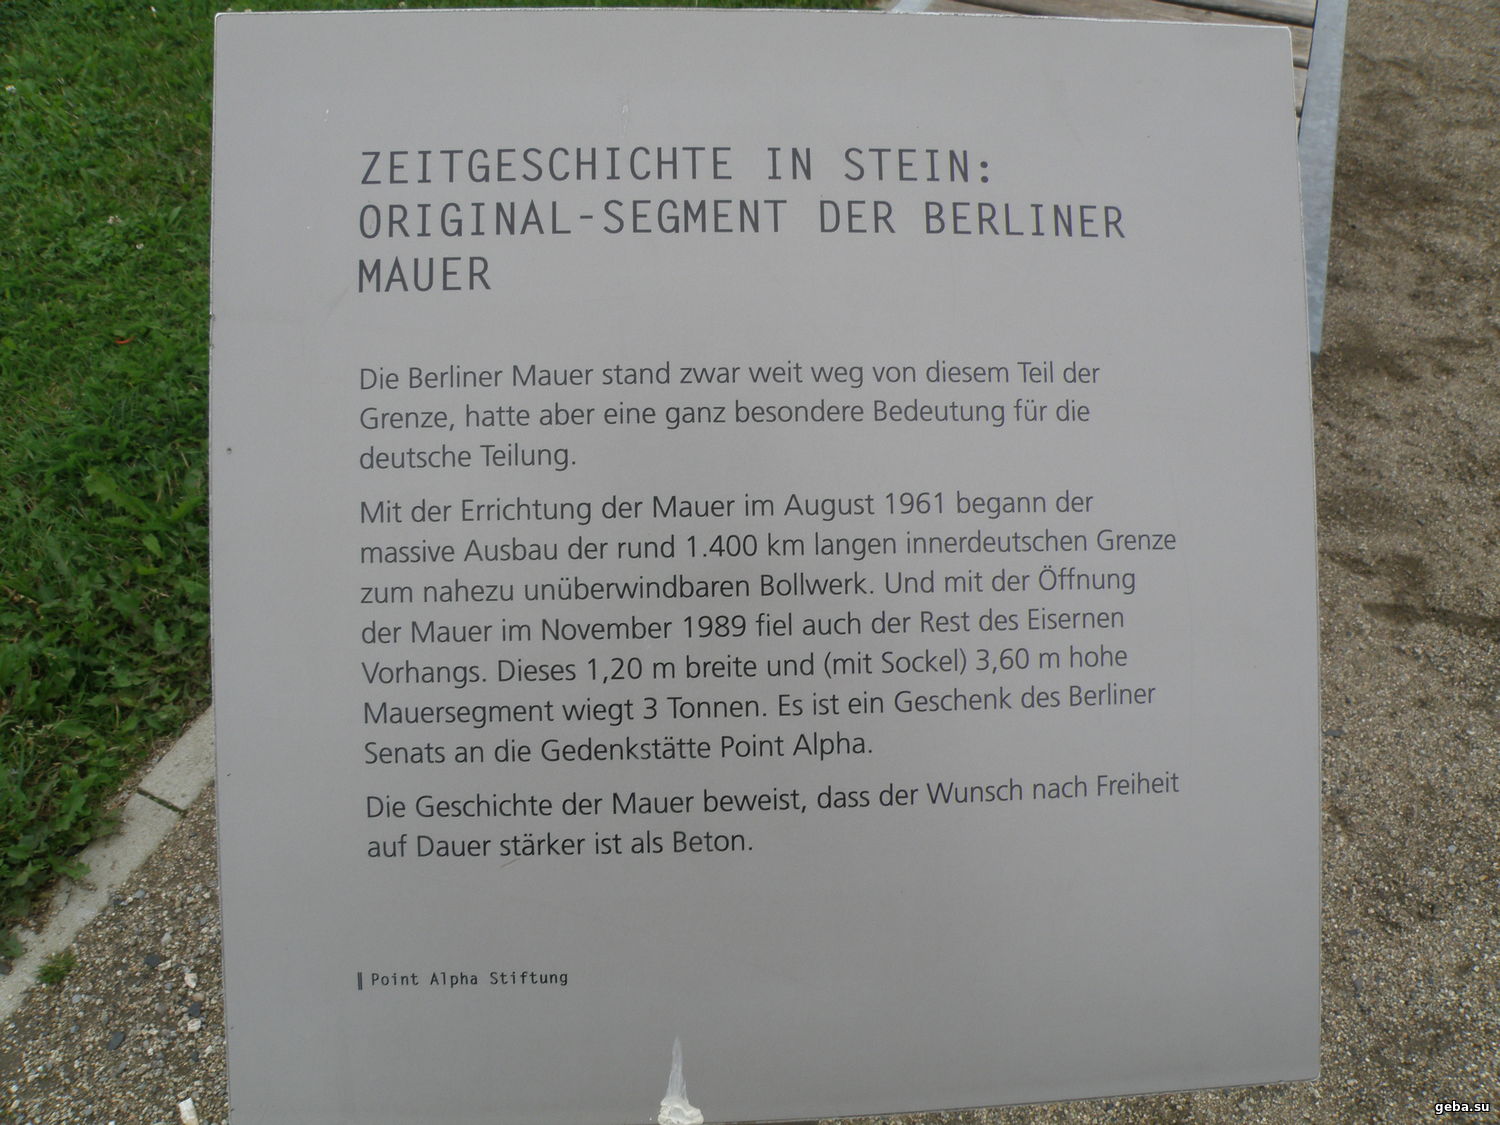 ZEITGESCHICHTE IN STEIN:
ORIGINAL-SEGMENT DER BERLINER
MAUER
Die Berliner Mauer stand zwar weit weg von diesem Teil der
Grenze, hatte aber eine ganz besondere Bedeutung für die
deutsche Teilung.
Mit der Errichtung der Mauer im August 1961 begann der
massive Ausbau der rund 1.400 km langen innerdeutschen Grenze
zum nahezu unüberwindbaren Bollwerk. Und mit der Öffnung
der Mauer im November 1989 fiel auch der Rest des Eisernen
Vorhangs. Dieses 1,20 m breite und (mit Sockel) 3,60 m hohe
Mauersegment wiegt 3 Tonnen. Es ist ein Geschenk des Berliner
Senats an die Gedenkstätte Point Alpha.
Die Geschichte der Mauer beweist, dass der Wunsch nach Freiheit
auf Dauer stärker ist als Beton.
Point Alpha Stiftung
geba.su